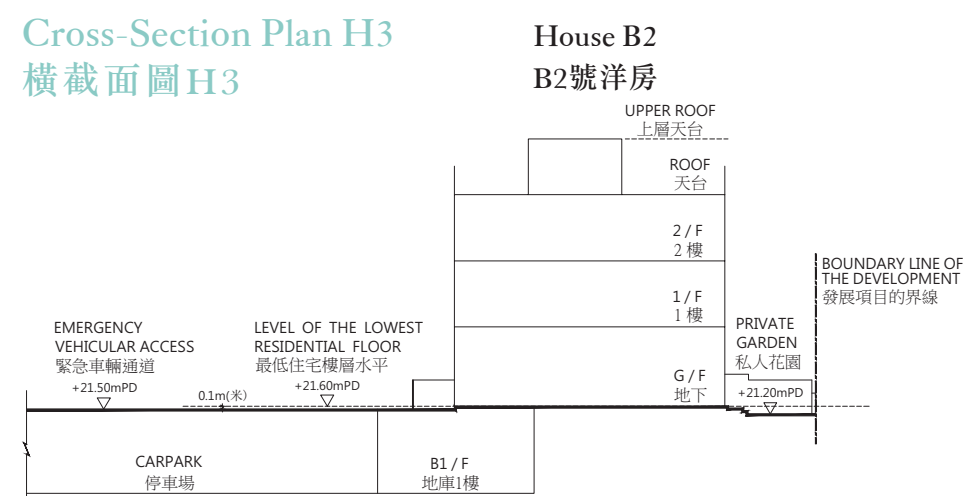 Cross-Section Plan H3
橫截面圖H3
House B2
B2號洋房
UPPER ROOF
上層天台
ROOF
天台
2 / F
2 樓
1 / F
1 樓
G / F
地下
BOUNDARY LINE OF
THE DEVELOPMENT
發展項目的界線
EMERGENCY
VEHICULAR ACCESS
緊急車輛通道
+21.50mPD
0.1m(米)
LEVEL OF THE LOWEST
RESIDENTIAL FLOOR
最低住宅樓層水平
+21.60mPD
PRIVATE
GARDEN
私人花園
+21.20mPD
CARPARK
停車場
B1 / F
地庫1樓